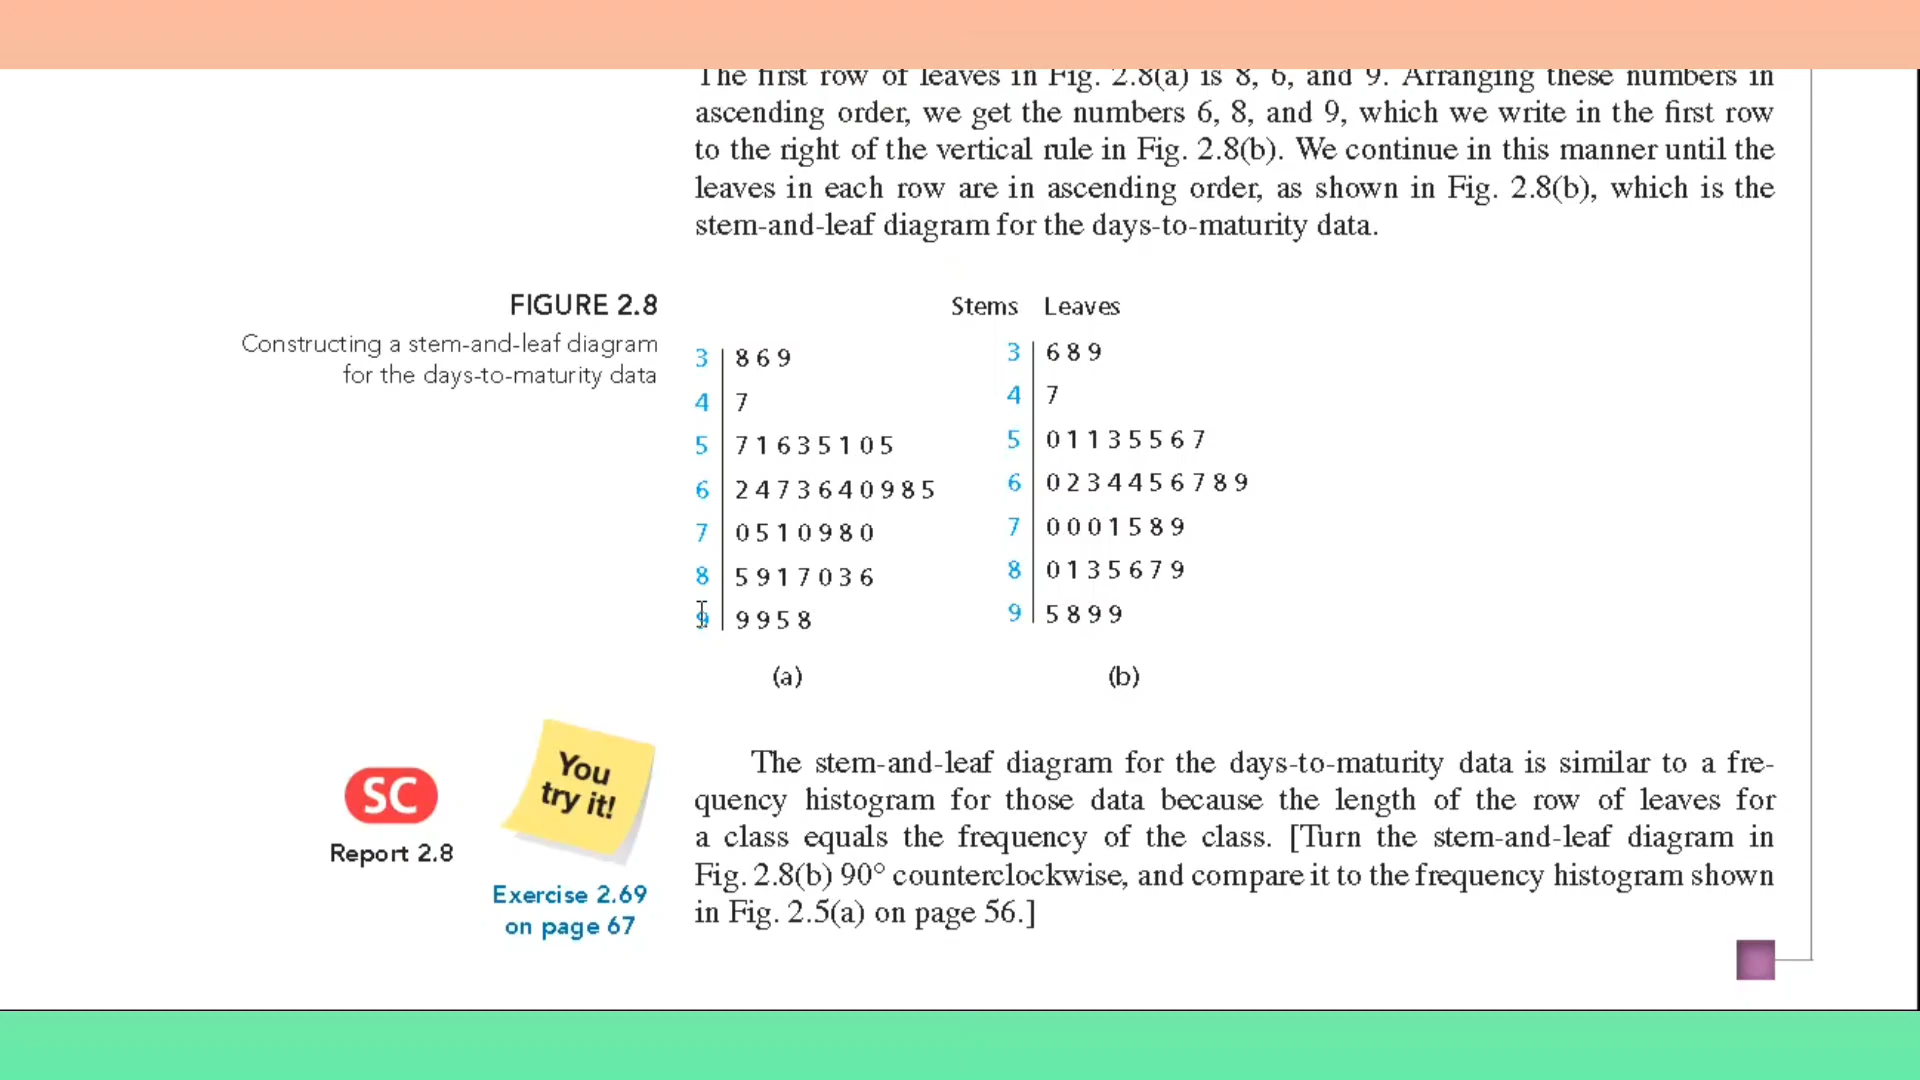 The first row of leaves in Fig. 2.8(a) is 8, 6, and 9. Arranging these numbers in
ascending order, we get the numbers 6, 8, and 9, which we write in the first row
to the right of the vertical rule in Fig. 2.8(b). We continue in this manner until the
leaves in each row are in ascending order, as shown in Fig. 2.8(b), which is the
stem-and-leaf diagram for the days-to-maturity data.
FIGURE 2.8
Constructing a stem-and-leaf diagram
for the days-to-maturity data
3 | 8 6 9
4 | 7
5 | 7 1 6 3 5 1 0 5
6 | 2 4 7 3 6 4 0 9 8 5
7 | 0 5 1 0 9 8 0
8 | 5 9 1 7 0 3 6
9 | 9 9 5 8
(a)
Stems Leaves
3 | 6 8 9
4 | 7
5 | 0 1 1 3 5 5 6 7
6 | 0 2 3 4 4 5 6 7 8 9
7 | 0 0 0 1 5 8 9
8 | 0 1 3 5 6 7 9
9 | 5 8 9 9
(b)
SC
Report 2.8
You
try it!
Exercise 2.69
on page 67
The stem-and-leaf diagram for the days-to-maturity data is similar to a fre-
quency histogram for those data because the length of the row of leaves for
a class equals the frequency of the class. [Turn the stem-and-leaf diagram in
Fig. 2.8(b) 90° counterclockwise, and compare it to the frequency histogram shown
in Fig. 2.5(a) on page 56.]